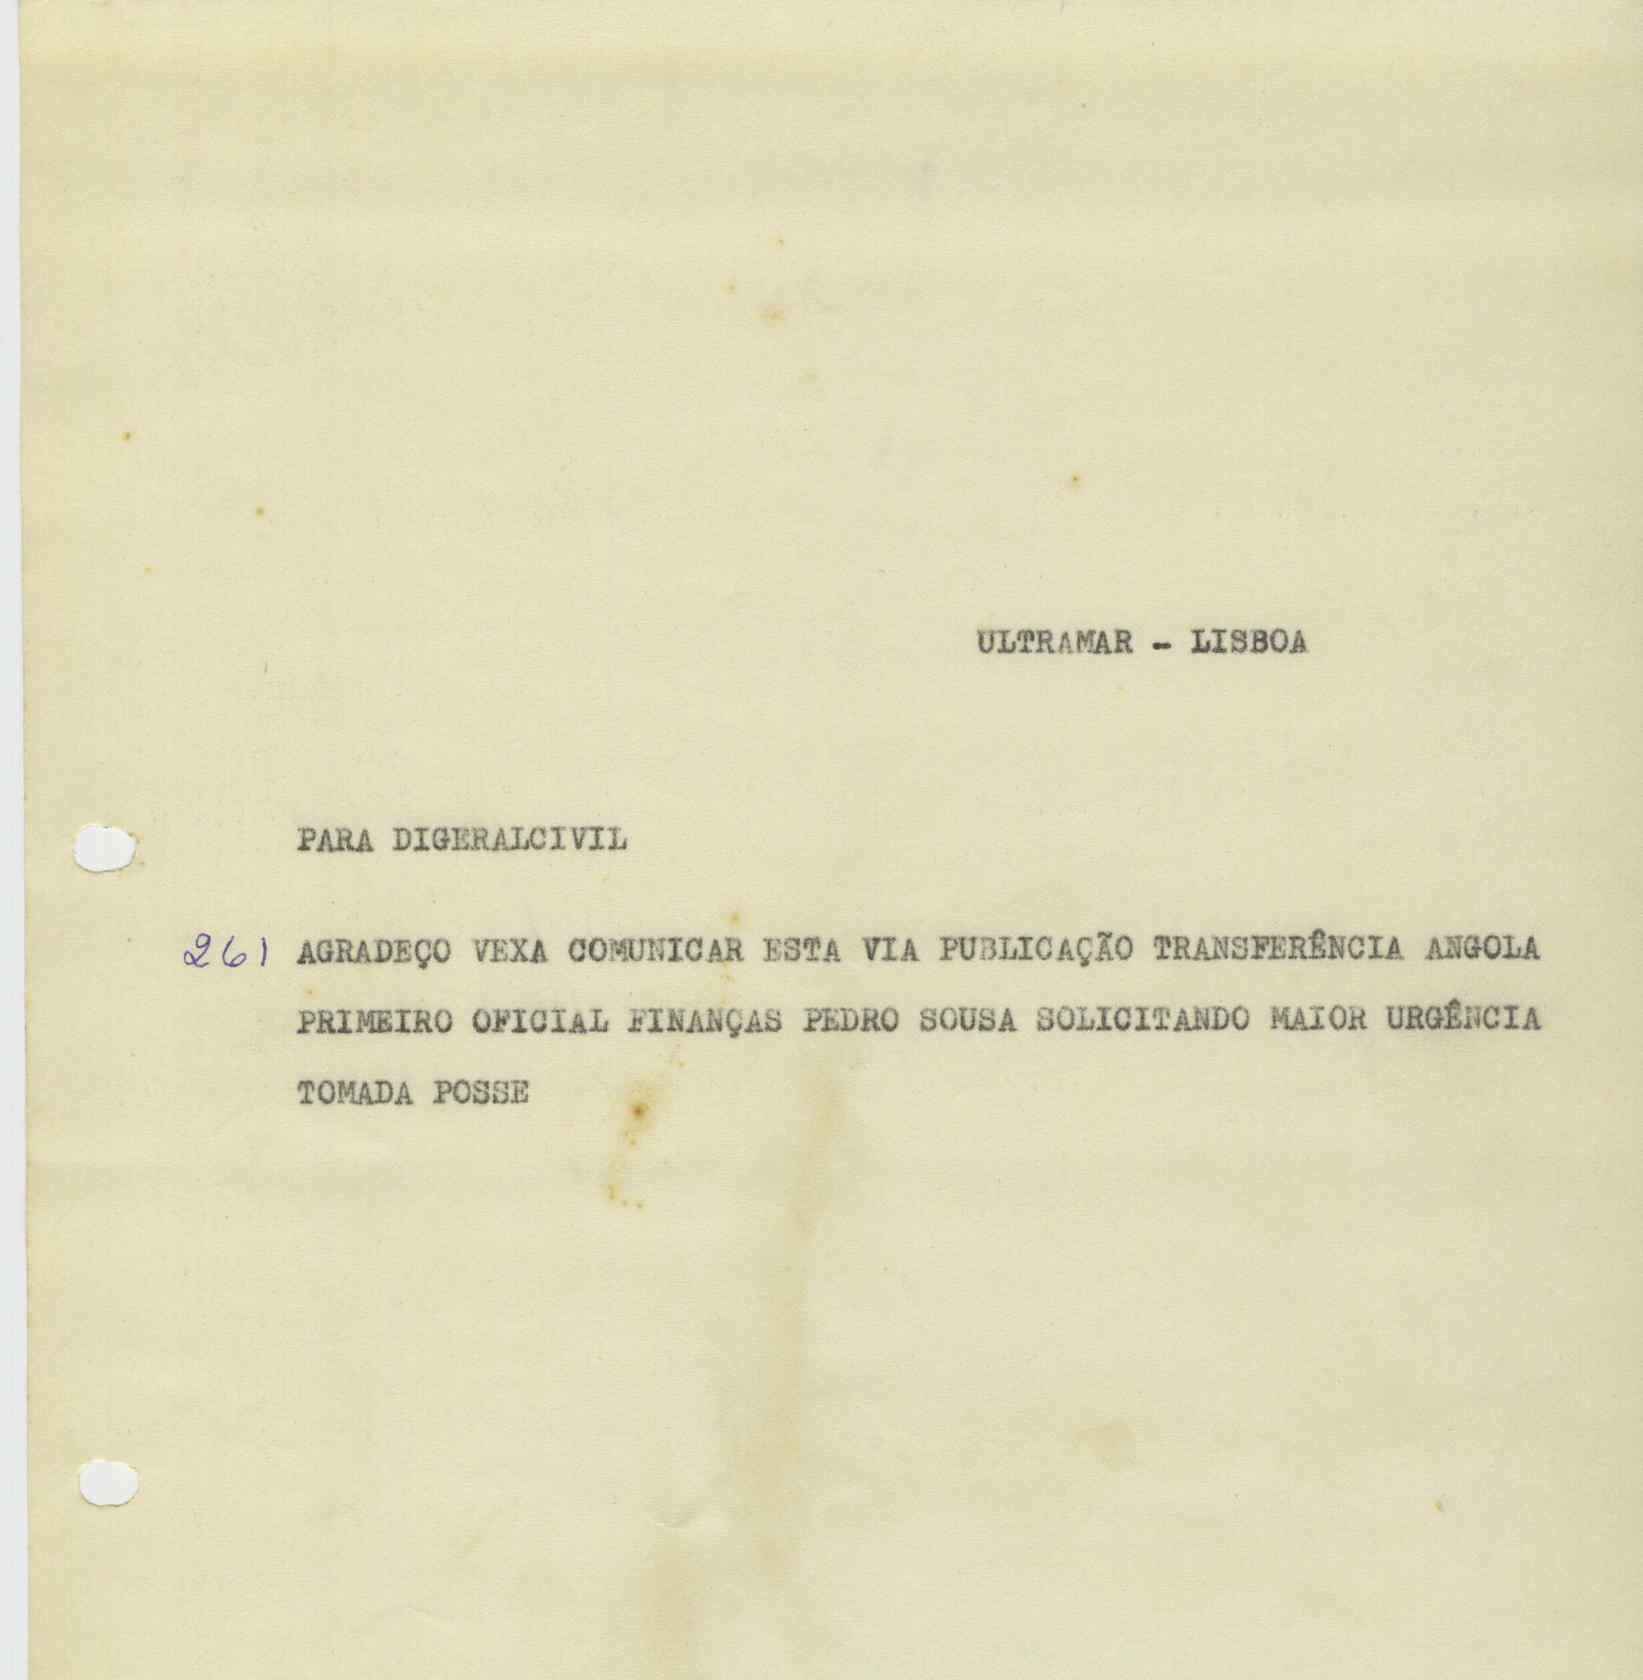 ULTRAMAR - LISBOA
PARA DIGERALCIVIL
261 AGRADEÇO VEXA COMUNICAR ESTA VIA PUBLICAÇÃO TRANSFERÊNCIA ANGOLA
PRIMEIRO OFICIAL FINANÇAS PEDRO SOUSA SOLICITANDO MAIOR URGÊNCIA
TOMADA POSSE